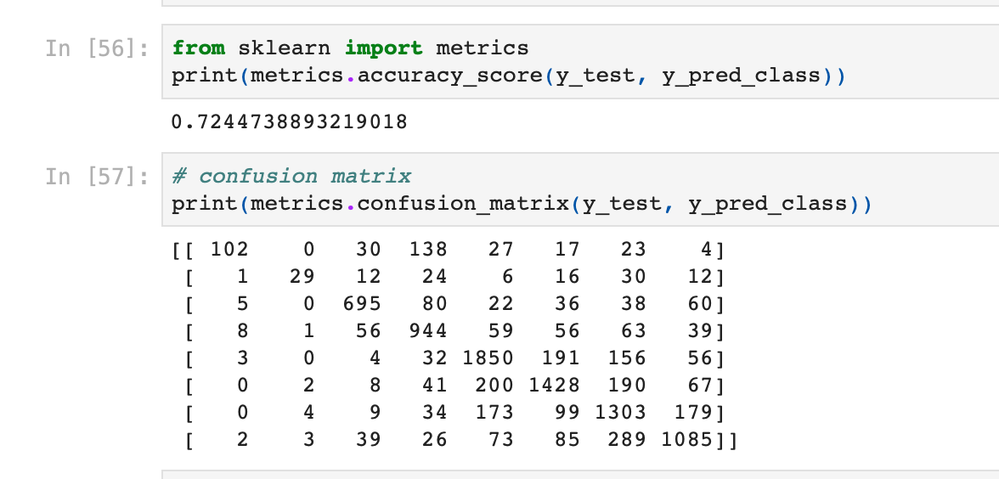 In [56]: from sklearn import metrics
print(metrics.accuracy_score(y_test, y_pred_class))
0.7244738893219018
In [57]: # confusion matrix
print(metrics.confusion_matrix(y_test, y_pred_class))
[[ 102    0   30  138   27   17   23    4]
 [   1   29   12   24    6   16   30   12]
 [   5    0  695   80   22   36   38   60]
 [   8    1   56  944   59   56   63   39]
 [   3    0    4   32 1850  191  156   56]
 [   0    2    8   41  200 1428  190   67]
 [   0    4    9   34  173   99 1303  179]
 [   2    3   39   26   73   85  289 1085]]